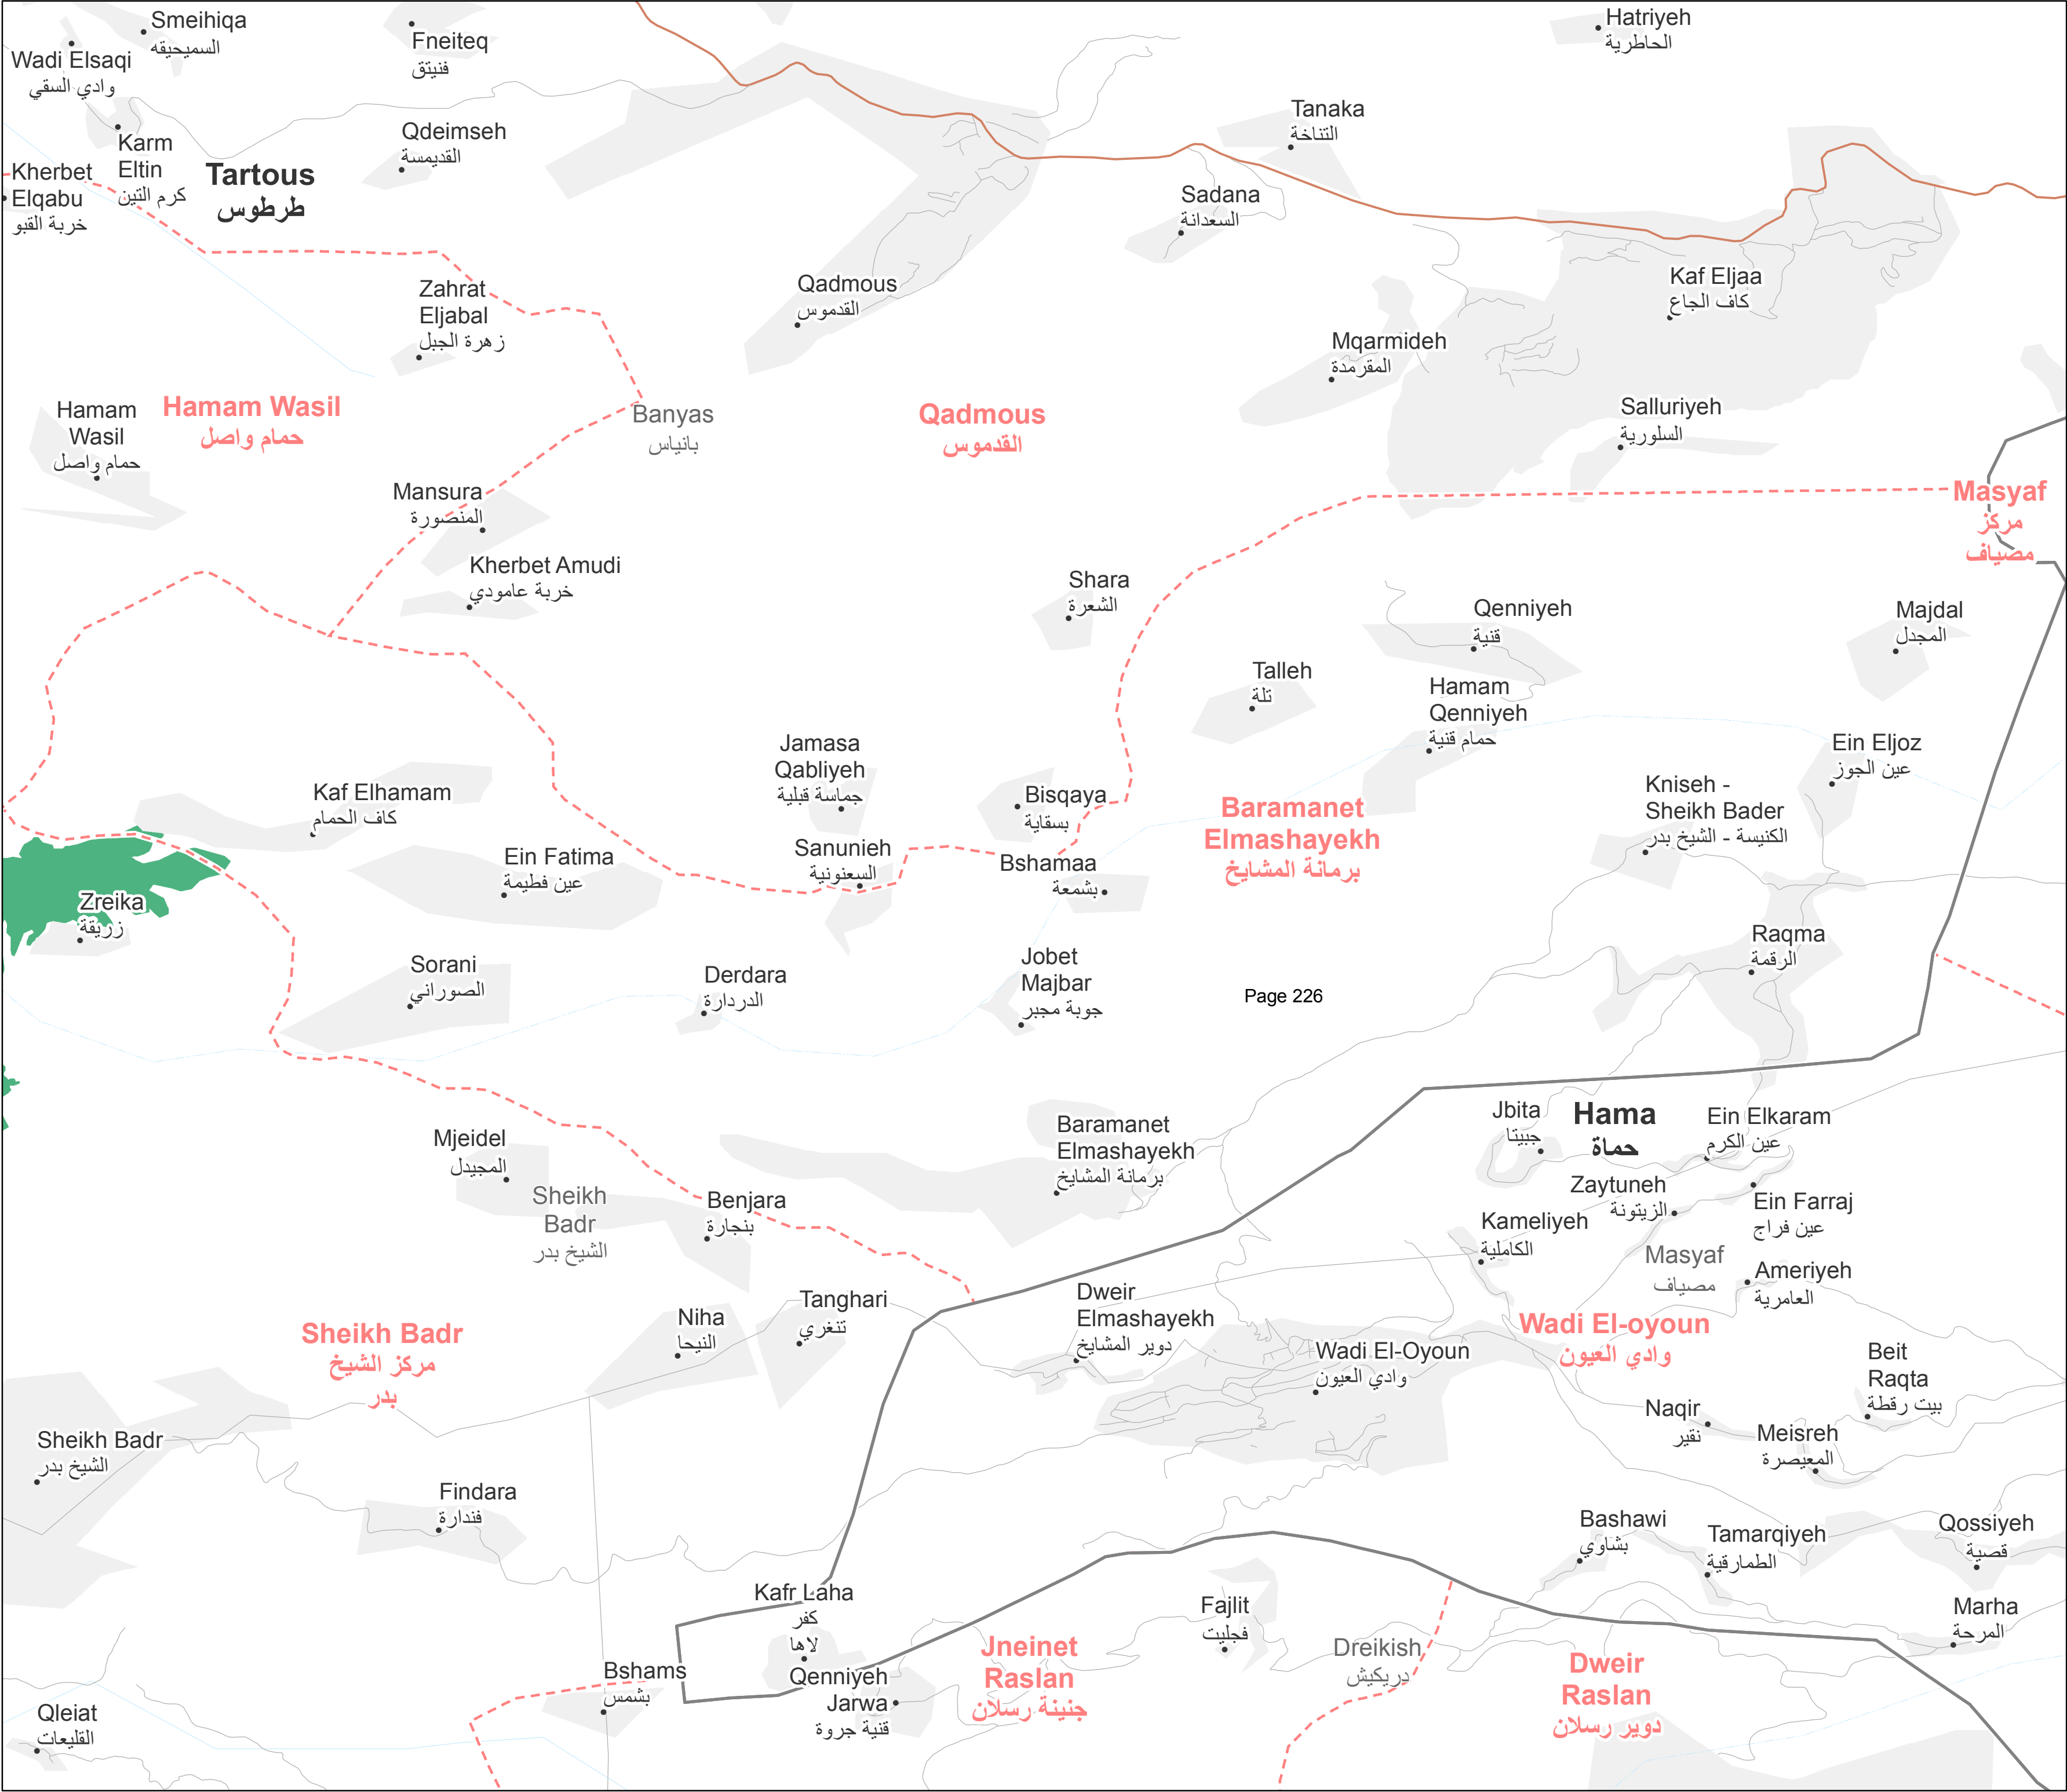 Smeihiqa
السميحيقه
Wadi Elsaqi
وادي السقي
Fneiteq
فنيتق
Hatriyeh
الحاطرية
Karm
Eltin
كرم التين
Kherbet
Elqabu
خربة القبو
Tartous
طرطوس
Qdeimseh
القديمسة
Tanaka
التناخة
Sadana
السعدانة
Zahrat
Eljabal
زهرة الجبل
Qadmous
القدموس
Kaf Eljaa
كاف الجاع
Mqarmideh
المقرمدة
Hamam
Wasil
حمام واصل
Hamam Wasil
حمام واصل
Banyas
بانياس
Qadmous
القدموس
Salluriyeh
السلورية
Mansura
المنصورة
Masyaf
مركز
مصياف
Kherbet Amudi
خربة عامودي
Shara
الشعرة
Qenniyeh
قنية
Majdal
المجدل
Talleh
تلة
Hamam
Qenniyeh
حمام قنية
Jamasa
Qabliyeh
جماسة قبلية
Ein Eljoz
عين الجوز
Kaf Elhamam
كاف الحمام
Bisqaya
بسقاية
Baramanet
Elmashayekh
برمانة المشايخ
Kniseh -
Sheikh Bader
الكنيسة - الشيخ بدر
Ein Fatima
عين فطيمة
Sanunieh
السعنونية
Bshamaa
بشمعة
Zreika
زريقة
Raqma
الرقمة
Sorani
الصوراني
Derdara
الدردارة
Jobet
Majbar
جوبة مجبر
Page 226
Mjeidel
المجيدل
Baramanet
Elmashayekh
برمانة المشايخ
Jbita
جبيتا
Hama
حماة
Ein Elkaram
عين الكرم
Sheikh
Badr
الشيخ بدر
Benjara
بنجارة
Zaytuneh
الزيتونة
Ein Farraj
عين فراج
Kameliyeh
الكاملية
Masyaf
مصياف
Ameriyeh
العامرية
Sheikh Badr
مركز الشيخ
بدر
Niha
النيحا
Tanghari
تنغري
Dweir
Elmashayekh
دوير المشايخ
Wadi El-oyoun
وادي العيون
Wadi El-Oyoun
وادي العيون
Beit
Raqta
بيت رقطة
Naqir
نقير
Meisreh
المعيصرة
Sheikh Badr
الشيخ بدر
Findara
فندارة
Bashawi
بشاوي
Tamarqiyeh
الطمارقية
Qossiyeh
قصية
Kafr Laha
كفر
لاها
Fajlit
فجليت
Marha
المرحة
Jneinet
Raslan
جنينة رسلان
Dreikish
دريكيش
Dweir
Raslan
دوير رسلان
Bshams
بشمس
Qenniyeh
Jarwa
قنية جروة
Qleiat
القليعات